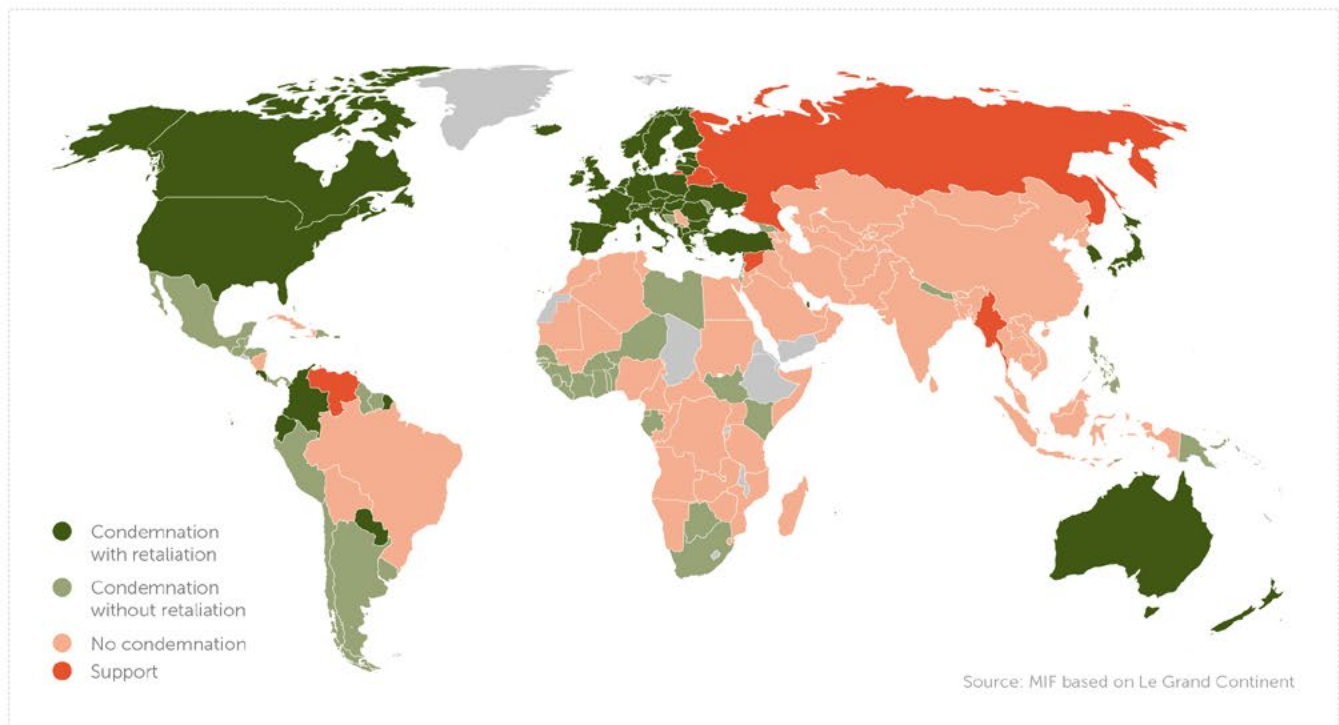 Condemnation
with retaliation
Condemnation
without retaliation
No condemnation
Support
Source: MIF based on Le Grand Continent